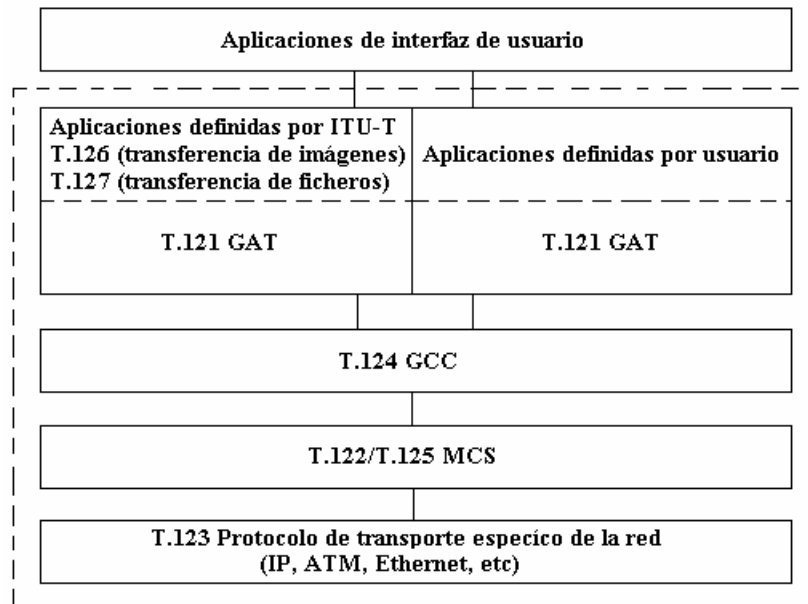 Aplicaciones de interfaz de usuario
Aplicaciones definidas por ITU-T
T.126 (transferencia de imágenes)
T.127 (transferencia de ficheros)
Aplicaciones definidas por usuario
T.121 GAT
T.121 GAT
T.124 GCC
T.122/T.125 MCS
T.123 Protocolo de transporte especíco de la red
(IP, ATM, Ethernet, etc)